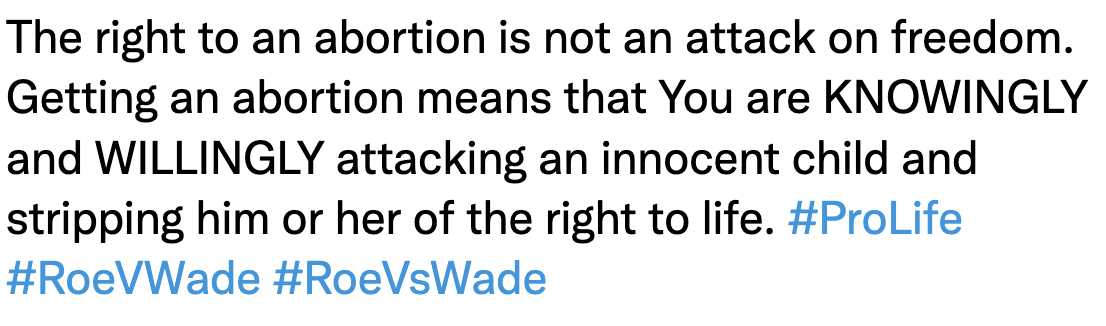 The right to an abortion is not an attack on freedom.
Getting an abortion means that You are KNOWINGLY
and WILLINGLY attacking an innocent child and
stripping him or her of the right to life. #ProLife
#RoeVWade #RoeVsWade